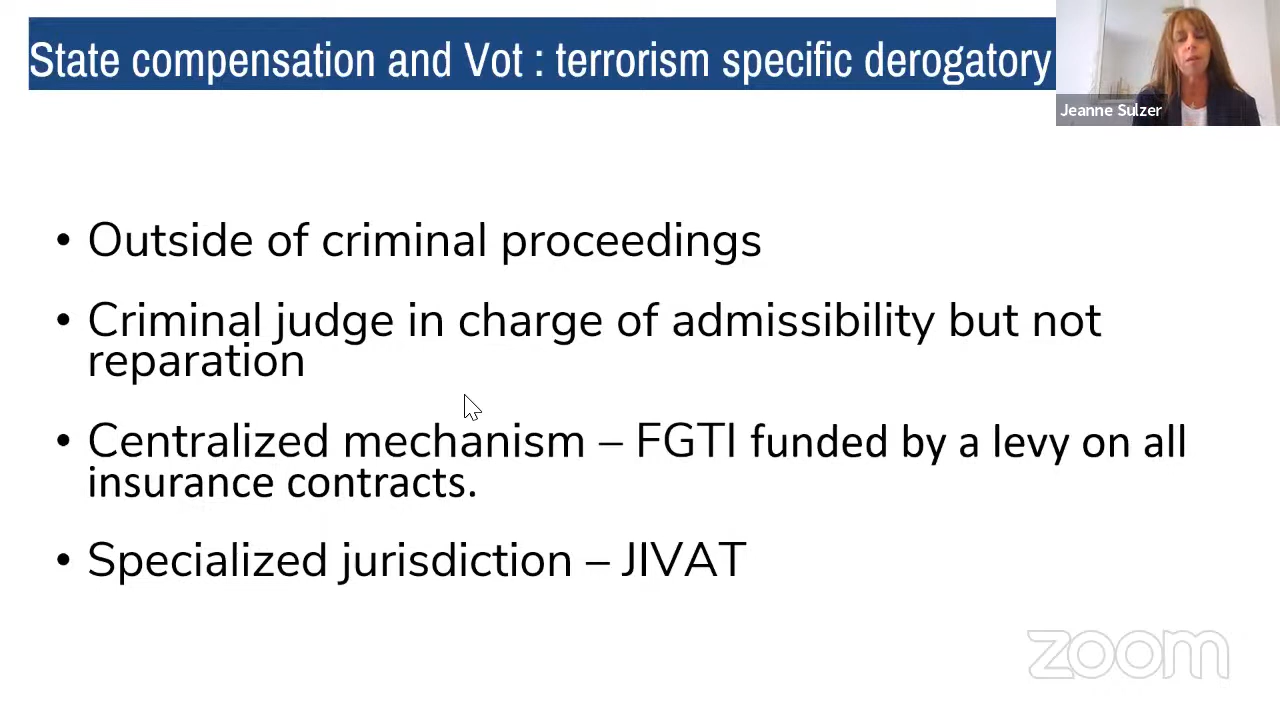 State compensation and Vot : terrorism specific derogatory
Jeanne Sulzer
• Outside of criminal proceedings
• Criminal judge in charge of admissibility but not
reparation
• Centralized mechanism – FGTI funded by a levy on all
insurance contracts.
• Specialized jurisdiction – JIVAT
zoom